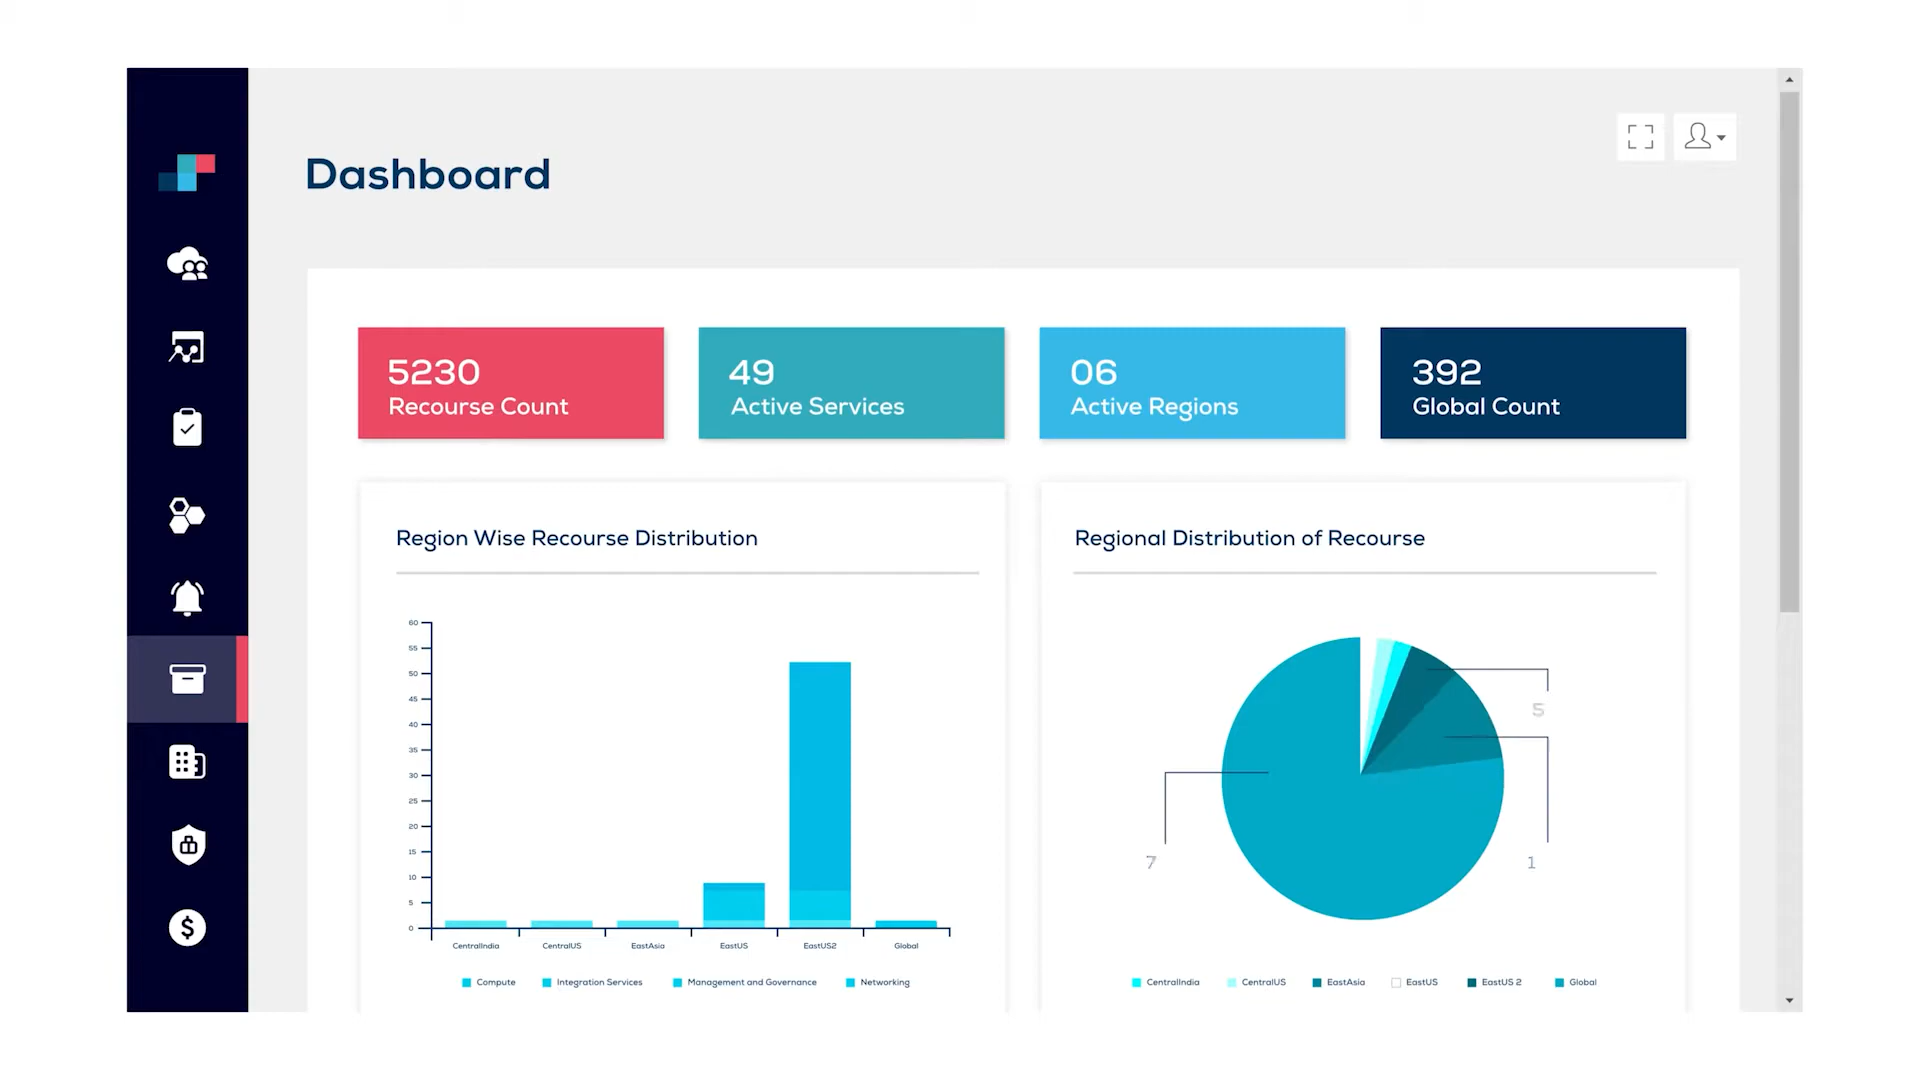 Dashboard
5230
Recourse Count
49
Active Services
06
Active Regions
392
Global Count
Region Wise Recourse Distribution
60
55
50
45
40
35
30
25
20
15
10
5
0
CentralIndia CentralUS EastAsia EastUS EastUS2 Global
Compute Integration Services Management and Governance Networking
Regional Distribution of Recourse
5
7
1
CentralIndia CentralUS EastAsia EastUS EastUS 2 Global
$